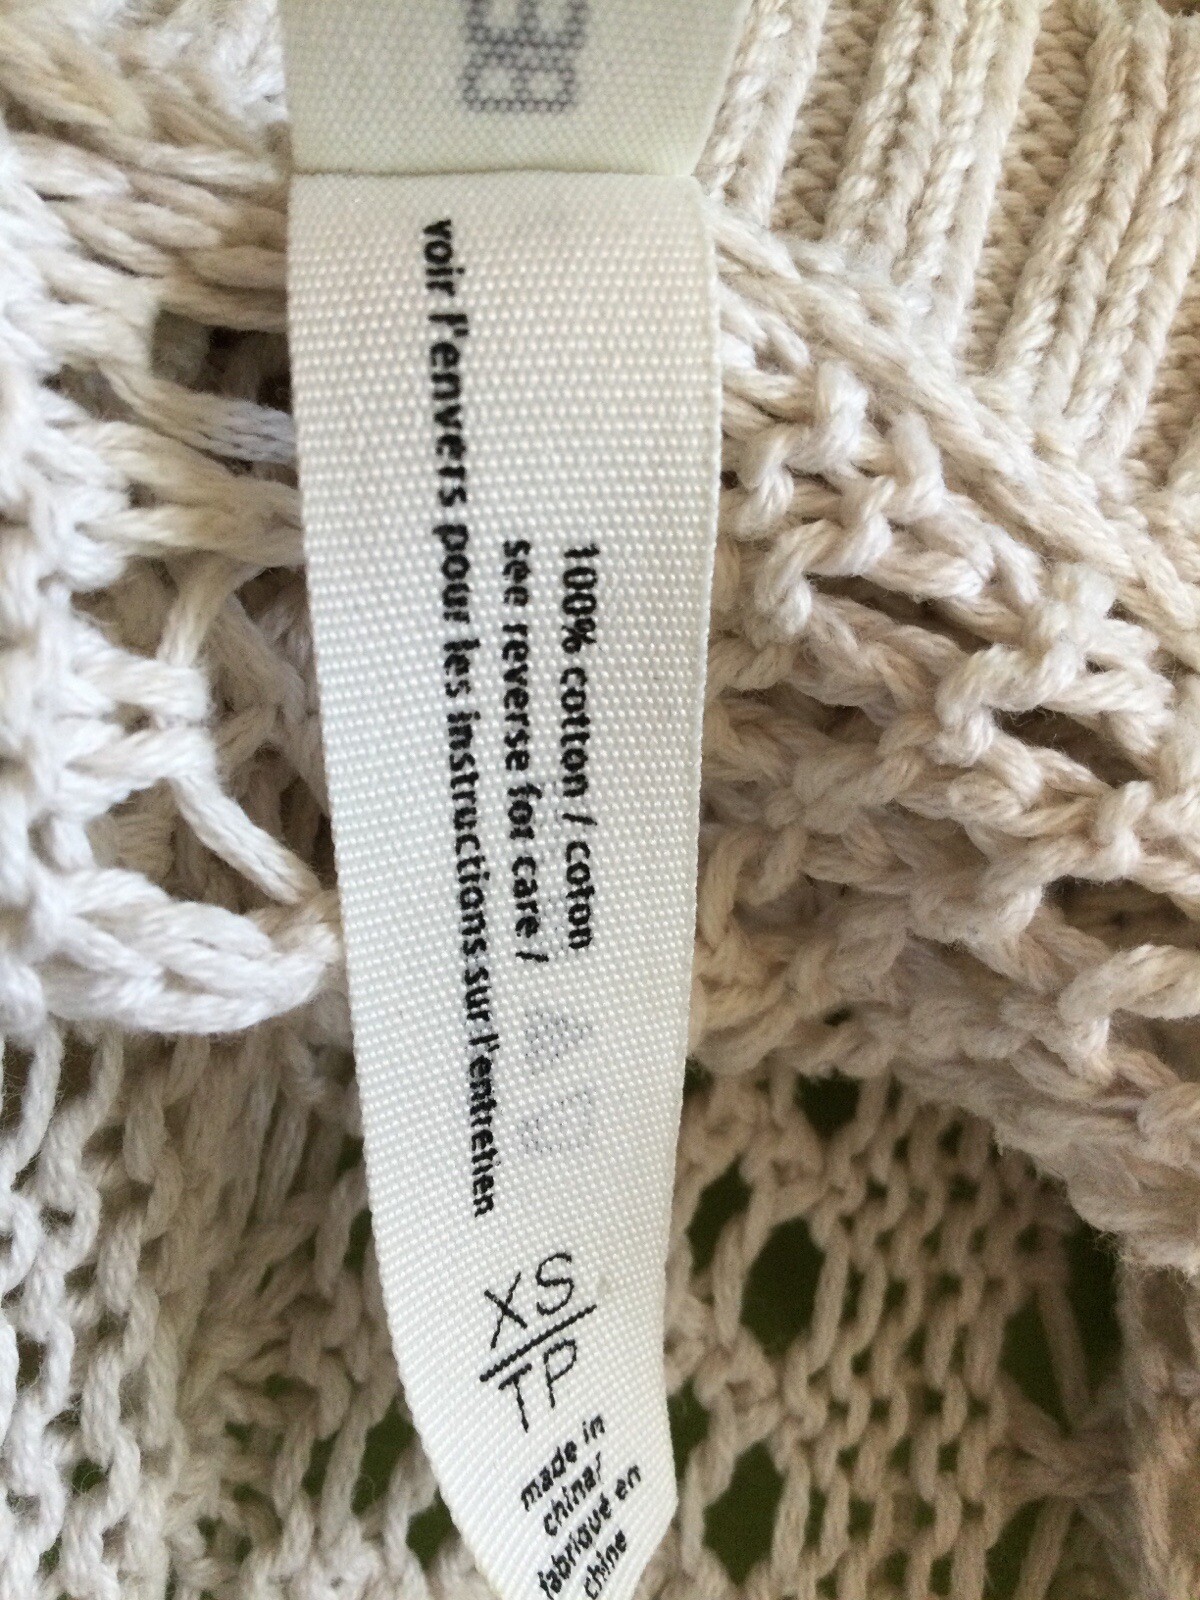 100% cotton / coton
see reverse for care /
voir l'envers pour les instructions sur l'entretien
XS
TP
made in
china/
fabriqué en
chine